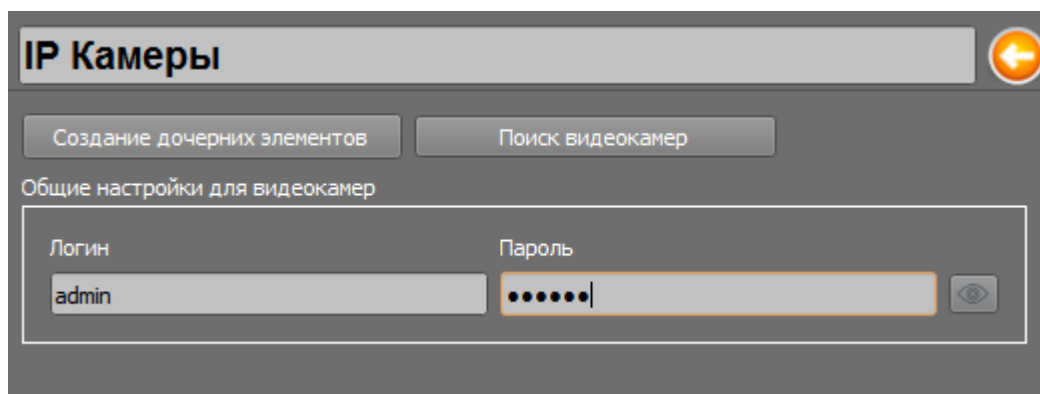 IP Камеры
Создание дочерних элементов Поиск видеокамер
Общие настройки для видеокамер
Логин Пароль
admin ••••••